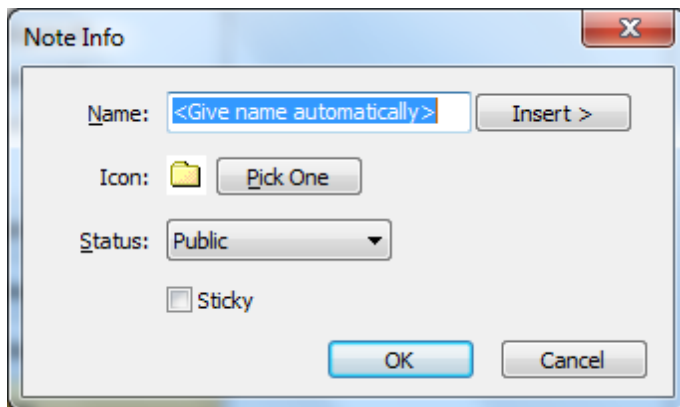 Note Info
Name: <Give name automatically> Insert >
Icon: Pick One
Status: Public
Sticky
OK Cancel